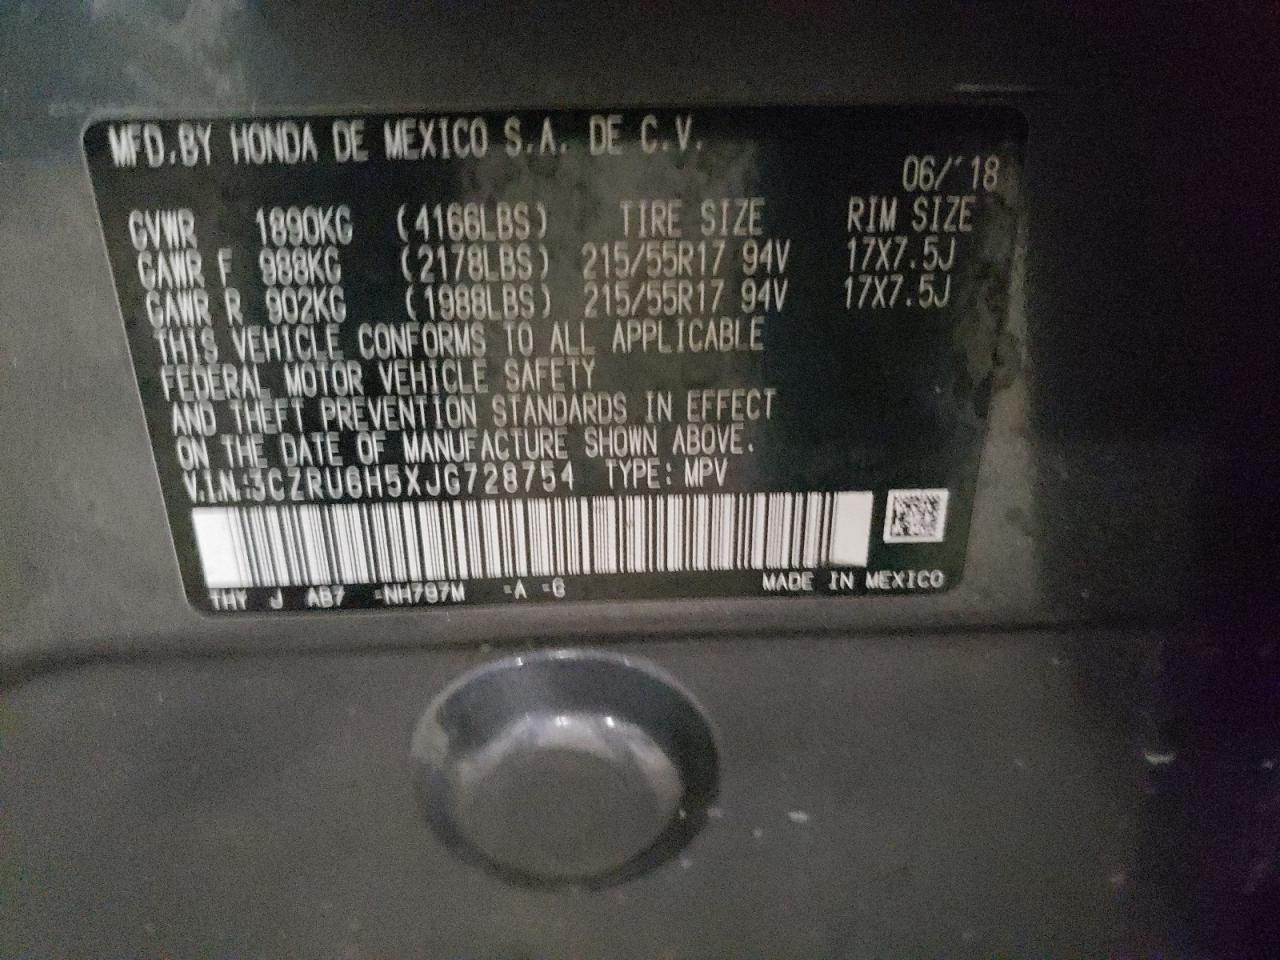 MFD.BY HONDA DE MEXICO S.A. DE C.V.
06/'18
GVWR 1890KG (4166LBS) TIRE SIZE RIM SIZE
GAWR F 988KG (2178LBS) 215/55R17 94V 17X7.5J
GAWR R 902KG (1988LBS) 215/55R17 94V 17X7.5J
THIS VEHICLE CONFORMS TO ALL APPLICABLE
FEDERAL MOTOR VEHICLE SAFETY
AND THEFT PREVENTION STANDARDS IN EFFECT
ON THE DATE OF MANUFACTURE SHOWN ABOVE.
V.I.N:3CZRU6H5XJG728754 TYPE: MPV
THY J AB7 -NH797M -A -G MADE IN MEXICO